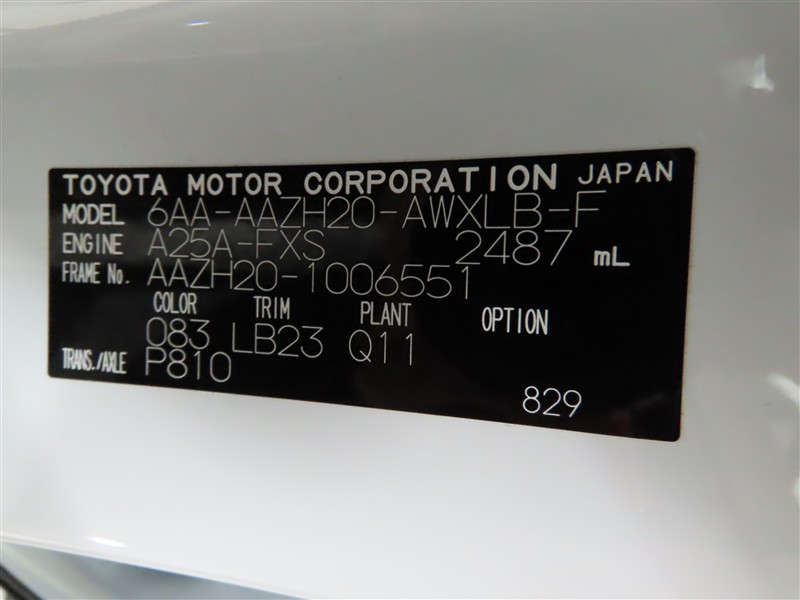 TOYOTA MOTOR CORPORATION JAPAN
MODEL 6AA-AAZH20-AWXLB-F
ENGINE A25A-FXS 2487 mL
FRAME No. AAZH20-1006551
COLOR TRIM PLANT OPTION
083 LB23 Q11
TRANS./AXLE P810
829